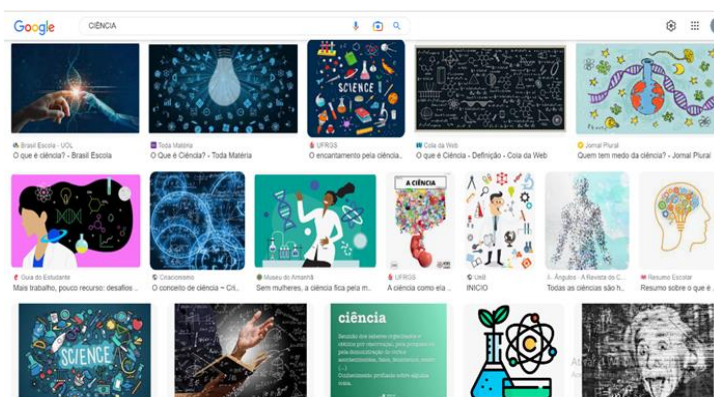 Google
CIÊNCIA
SCIENCE
Brasil Escola - UOL
O que é ciência? - Brasil Escola
Toda Matéria
O Que é Ciência? - Toda Matéria
UFRGS
O encantamento pela ciência...
Cola da Web
O que é Ciência - Definição - Cola da Web
Jornal Plural
Quem tem medo da ciência? - Jornal Plural
A CIÊNCIA
Guia do Estudante
Mais trabalho, pouco recurso: desafios ...
Criacionismo
O conceito de ciência ~ Cri...
Museu do Amanhã
Sem mulheres, a ciência fica pela m...
UFRGS
A ciência como ela ...
UnB
INICIO
Ângulos - A Revista do C...
Todas as ciências são h...
Resumo Escolar
Resumo sobre o que é
SCIENCE
ciência